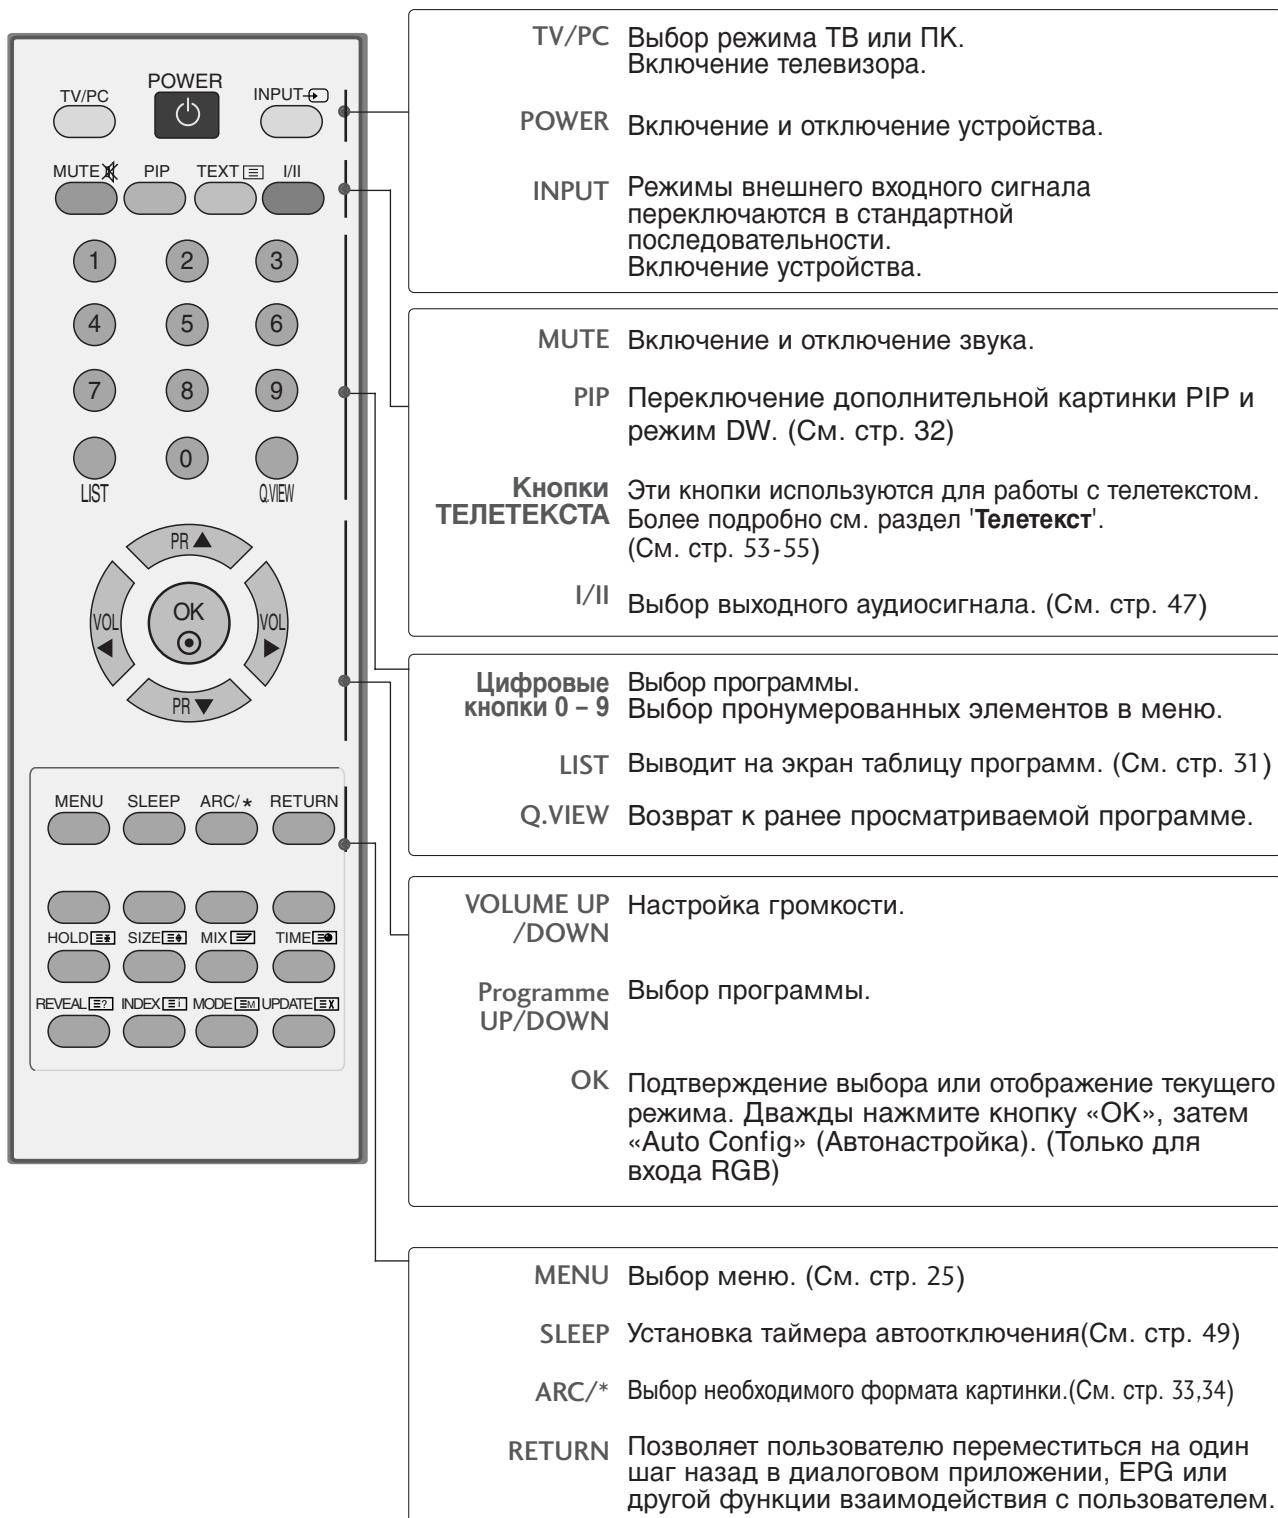 TV/PC
POWER
INPUT
MUTE
PIP
TEXT
I/II
1
2
3
4
5
6
7
8
9
0
LIST
Q.VIEW
PR
VOL
OK
VOL
PR
MENU
SLEEP
ARC/*
RETURN
HOLD
SIZE
MIX
TIME
REVEAL
INDEX
MODE
UPDATE
TV/PC Выбор режима ТВ или ПК.
Включение телевизора.
POWER Включение и отключение устройства.
INPUT Режимы внешнего входного сигнала
переключаются в стандартной
последовательности.
Включение устройства.
MUTE Включение и отключение звука.
PIP Переключение дополнительной картинки PIP и
режим DW. (См. стр. 32)
Кнопки Эти кнопки используются для работы с телетекстом.
ТЕЛЕТЕКСТА Более подробно см. раздел 'Телетекст'.
(См. стр. 53-55)
I/II Выбор выходного аудиосигнала. (См. стр. 47)
Цифровые Выбор программы.
кнопки 0 – 9 Выбор пронумерованных элементов в меню.
LIST Выводит на экран таблицу программ. (См. стр. 31)
Q.VIEW Возврат к ранее просматриваемой программе.
VOLUME UP Настройка громкости.
/DOWN
Programme Выбор программы.
UP/DOWN
OK Подтверждение выбора или отображение текущего
режима. Дважды нажмите кнопку «OK», затем
«Auto Config» (Автонастройка). (Только для
входа RGB)
MENU Выбор меню. (См. стр. 25)
SLEEP Установка таймера автоотключения(См. стр. 49)
ARC/* Выбор необходимого формата картинки.(См. стр. 33,34)
RETURN Позволяет пользователю переместиться на один
шаг назад в диалоговом приложении, EPG или
другой функции взаимодействия с пользователем.